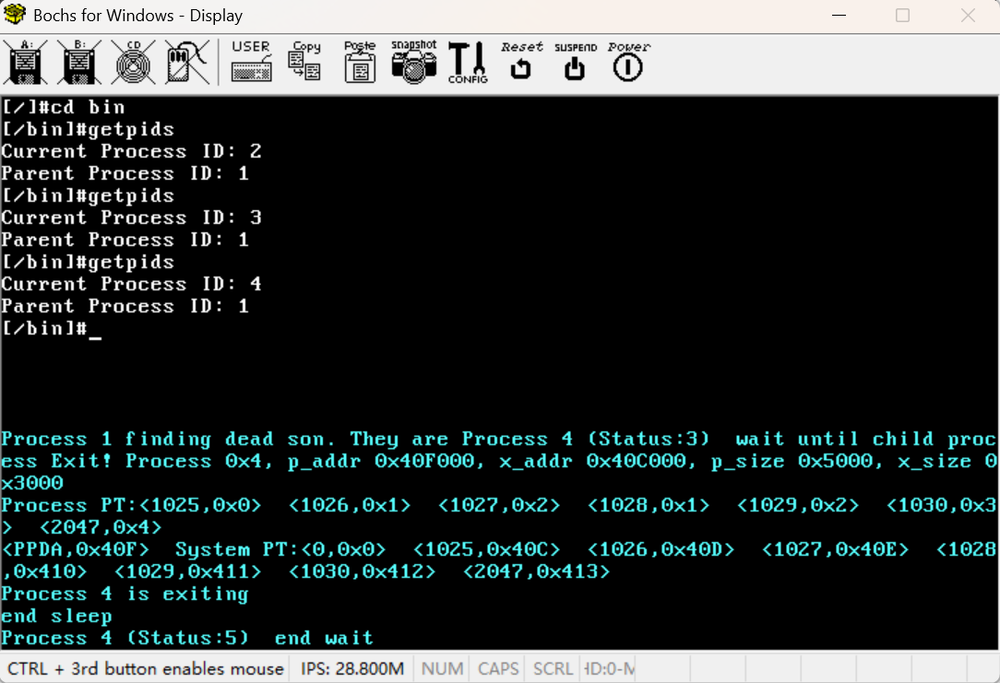 Bochs for Windows - Display
A: B: CD USER Copy Paste snapshot CONFIG Reset SUSPEND Power
[/]#cd bin
[/bin]#getpids
Current Process ID: 2
Parent Process ID: 1
[/bin]#getpids
Current Process ID: 3
Parent Process ID: 1
[/bin]#getpids
Current Process ID: 4
Parent Process ID: 1
[/bin]#_
Process 1 finding dead son. They are Process 4 (Status:3)  wait until child proc
ess Exit! Process 0x4, p_addr 0x40F000, x_addr 0x40C000, p_size 0x5000, x_size 0
x3000
Process PT:<1025,0x0>  <1026,0x1>  <1027,0x2>  <1028,0x1>  <1029,0x2>  <1030,0x3
>  <2047,0x4>
<PPDA,0x40F>  System PT:<0,0x0>  <1025,0x40C>  <1026,0x40D>  <1027,0x40E>  <1028
,0x410>  <1029,0x411>  <1030,0x412>  <2047,0x413>
Process 4 is exiting
end sleep
Process 4 (Status:5)  end wait
CTRL + 3rd button enables mouse IPS: 28.800M NUM CAPS SCRL HD:0-M